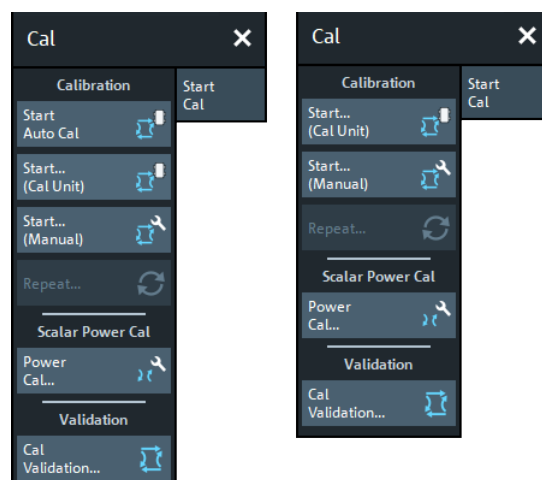 Cal
Calibration
Start
Cal
Start
Auto Cal
Start...
(Cal Unit)
Start...
(Manual)
Repeat...
Scalar Power Cal
Power
Cal...
Validation
Cal
Validation...
Cal
Calibration
Start
Cal
Start...
(Cal Unit)
Start...
(Manual)
Repeat...
Scalar Power Cal
Power
Cal...
Validation
Cal
Validation...